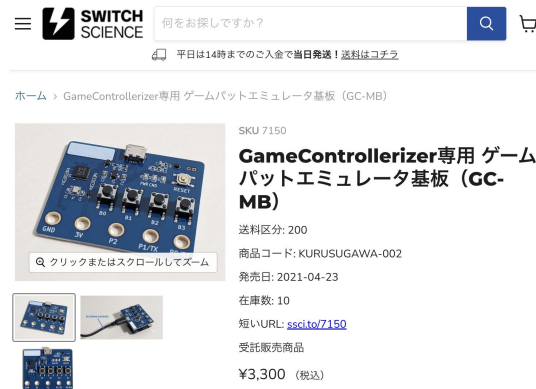 SWITCH
SCIENCE
何をお探しですか？
平日は14時までのご入金で当日発送！送料はコチラ
ホーム › GameControllerizer専用 ゲームパットエミュレータ基板（GC-MB）
SKU 7150
GameControllerizer専用 ゲーム
パットエミュレータ基板（GC-
MB）
送料区分: 200
商品コード: KURUSUGAWA-002
発売日: 2021-04-23
在庫数: 10
短いURL: ssci.to/7150
受託販売商品
¥3,300 （税込）
RESET
B0
B1
B2
B3
GND
3V
P2
P1/TX
クリックまたはスクロールしてズーム